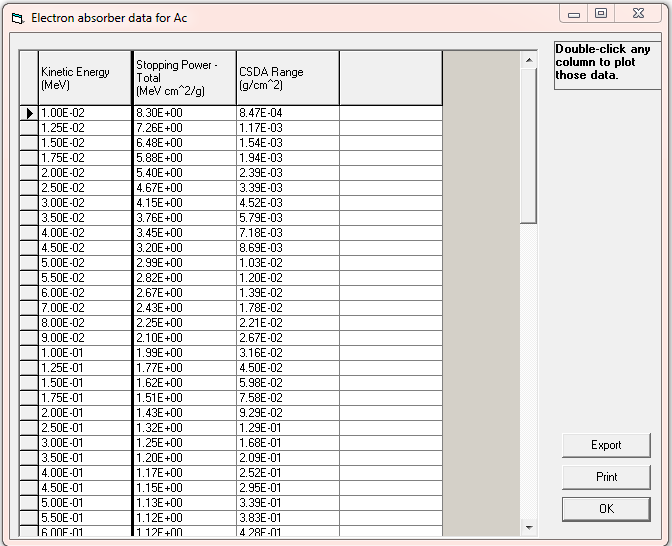 Electron absorber data for Ac
Double-click any
column to plot
those data.
Kinetic Energy
(MeV)
Stopping Power -
Total
(MeV cm^2/g)
CSDA Range
(g/cm^2)
1.00E-02 8.30E+00 8.47E-04
1.25E-02 7.26E+00 1.17E-03
1.50E-02 6.48E+00 1.54E-03
1.75E-02 5.88E+00 1.94E-03
2.00E-02 5.40E+00 2.39E-03
2.50E-02 4.67E+00 3.39E-03
3.00E-02 4.15E+00 4.52E-03
3.50E-02 3.76E+00 5.79E-03
4.00E-02 3.45E+00 7.18E-03
4.50E-02 3.20E+00 8.69E-03
5.00E-02 2.99E+00 1.03E-02
5.50E-02 2.82E+00 1.20E-02
6.00E-02 2.67E+00 1.39E-02
7.00E-02 2.43E+00 1.78E-02
8.00E-02 2.25E+00 2.21E-02
9.00E-02 2.10E+00 2.67E-02
1.00E-01 1.99E+00 3.16E-02
1.25E-01 1.77E+00 4.50E-02
1.50E-01 1.62E+00 5.98E-02
1.75E-01 1.51E+00 7.58E-02
2.00E-01 1.43E+00 9.29E-02
2.50E-01 1.32E+00 1.29E-01
3.00E-01 1.25E+00 1.68E-01
3.50E-01 1.20E+00 2.09E-01
4.00E-01 1.17E+00 2.52E-01
4.50E-01 1.15E+00 2.95E-01
5.00E-01 1.13E+00 3.39E-01
5.50E-01 1.12E+00 3.83E-01
6.00E-01 1.12E+00 4.28E-01
Export
Print
OK